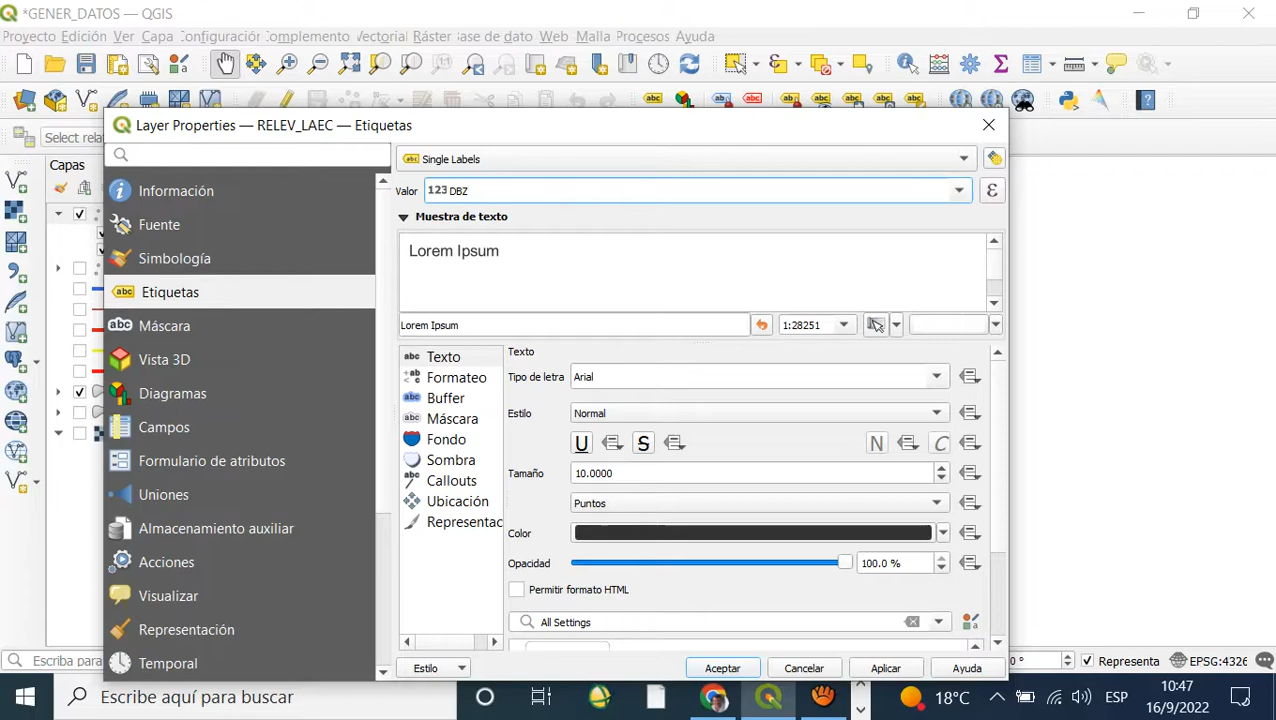 *GENER_DATOS — QGIS
Proyecto Edición Ver Capa Configuración Complemento Vectorial Ráster Base de dato Web Malla Procesos Ayuda
Select rela
Layer Properties — RELEV_LAEC — Etiquetas
Capas
Single Labels
Valor 123 DBZ
Información
Fuente
Simbología
Etiquetas
Máscara
Vista 3D
Diagramas
Campos
Formulario de atributos
Uniones
Almacenamiento auxiliar
Acciones
Visualizar
Representación
Temporal
Muestra de texto
Lorem Ipsum
Lorem Ipsum 1:28251
Texto
Formateo
Buffer
Máscara
Fondo
Sombra
Callouts
Ubicación
Representac
Texto
Tipo de letra Arial
Estilo Normal
U S N C
Tamaño 10.0000
Puntos
Color
Opacidad 100.0 %
Permitir formato HTML
All Settings
Estilo Aceptar Cancelar Aplicar Ayuda
Escriba para 0 ° Representa EPSG:4326
Escribe aquí para buscar 18°C ESP 10:47
16/9/2022